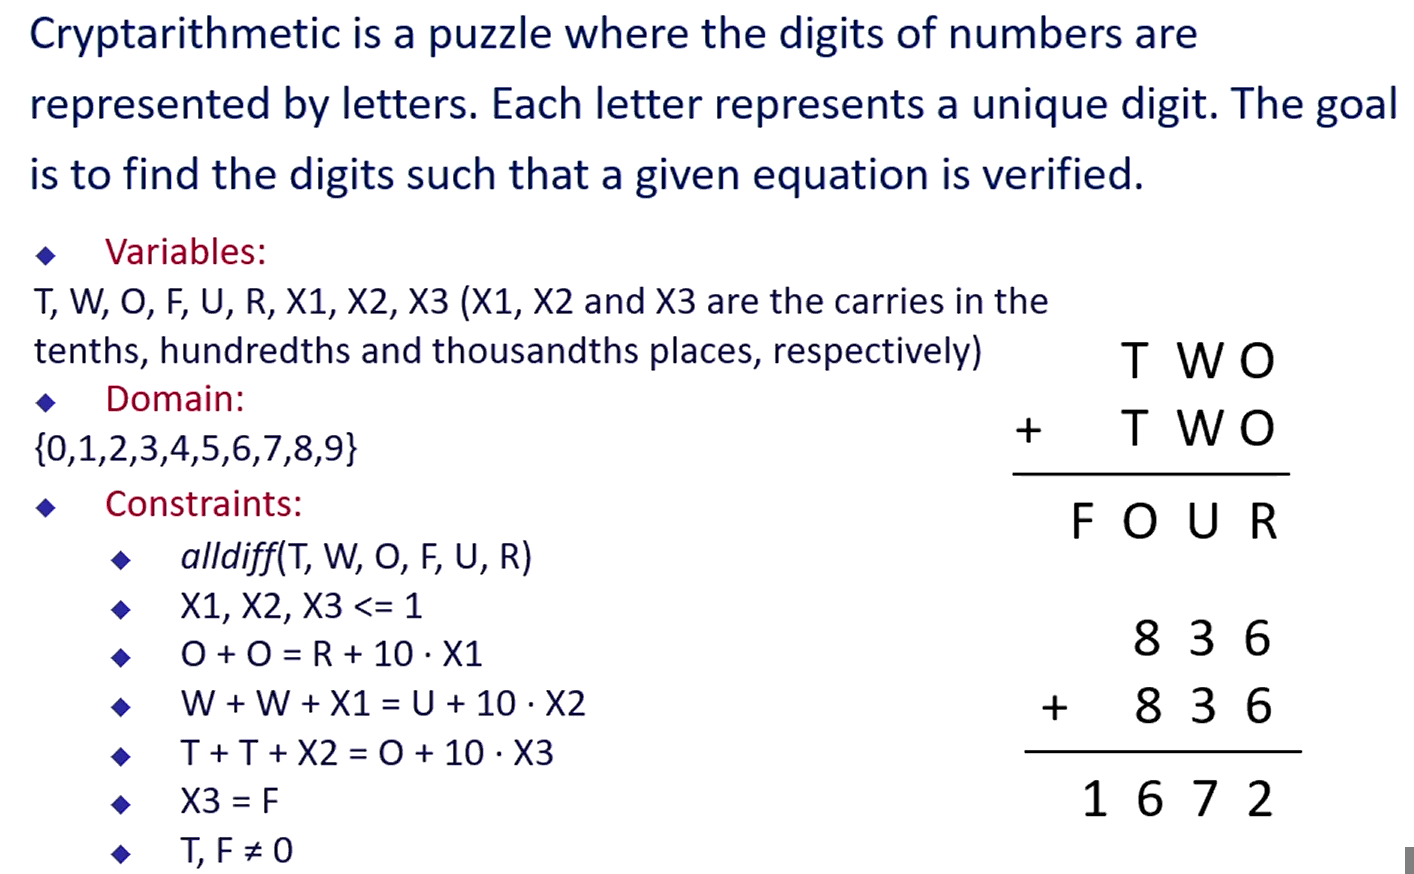 Cryptarithmetic is a puzzle where the digits of numbers are
represented by letters. Each letter represents a unique digit. The goal
is to find the digits such that a given equation is verified.
◆ Variables:
T, W, O, F, U, R, X1, X2, X3 (X1, X2 and X3 are the carries in the
tenths, hundredths and thousandths places, respectively)
◆ Domain:
{0,1,2,3,4,5,6,7,8,9}
◆ Constraints:
◆ alldiff(T, W, O, F, U, R)
◆ X1, X2, X3 <= 1
◆ O + O = R + 10 · X1
◆ W + W + X1 = U + 10 · X2
◆ T + T + X2 = O + 10 · X3
◆ X3 = F
◆ T, F ≠ 0
T W O
+ T W O
F O U R
8 3 6
+ 8 3 6
1 6 7 2